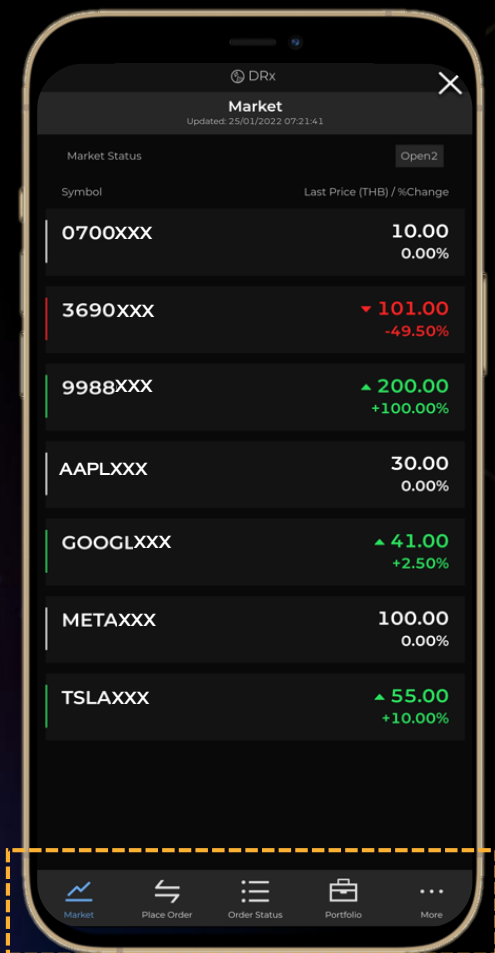 DRx
Market
Updated: 25/01/2022 07:21:41
Market Status Open2
Symbol Last Price (THB) / %Change
0700XXX 10.00
0.00%
3690XXX 101.00
-49.50%
9988XXX 200.00
+100.00%
AAPLXXX 30.00
0.00%
GOOGLXXX 41.00
+2.50%
METAXXX 100.00
0.00%
TSLAXXX 55.00
+10.00%
Market Place Order Order Status Portfolio More